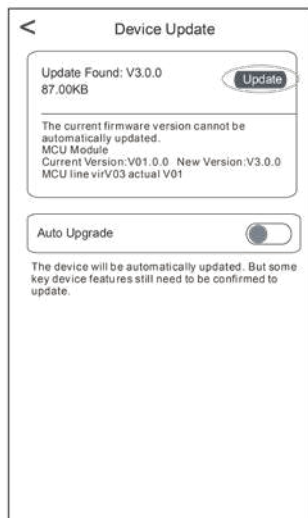 < Device Update
Update Found: V3.0.0 Update
87.00KB
The current firmware version cannot be
automatically updated.
MCU Module
Current Version:V01.0.0 New Version:V3.0.0
MCU line virV03 actual V01
Auto Upgrade
The device will be automatically updated. But some
key device features still need to be confirmed to
update.